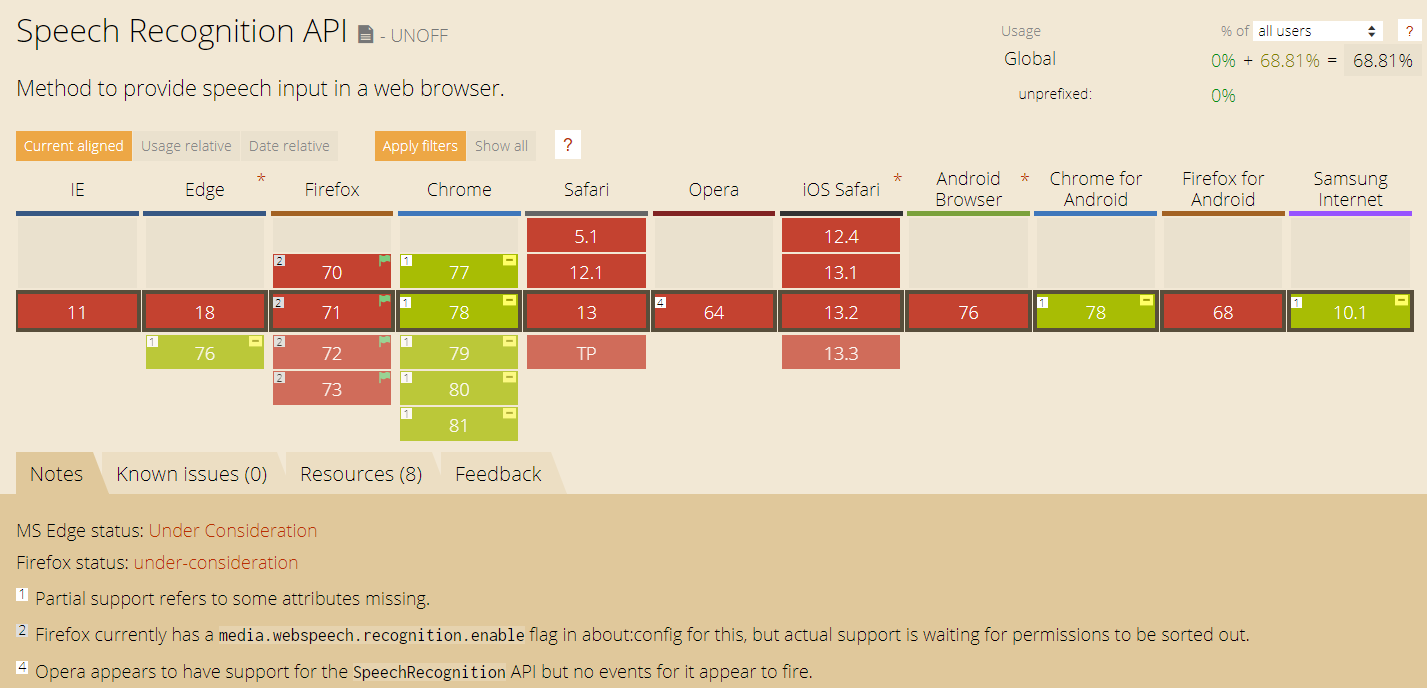 Speech Recognition API - UNOFF
Usage % of all users ?
Global 0% + 68.81% = 68.81%
Method to provide speech input in a web browser.
unprefixed: 0%
Current aligned Usage relative Date relative Apply filters Show all ?
IE Edge * Firefox Chrome Safari Opera iOS Safari * Android Browser * Chrome for Android Firefox for Android Samsung Internet
5.1 12.4
2 70 1 77 12.1 13.1
11 18 2 71 1 78 13 4 64 13.2 76 1 78 68 1 10.1
1 76 2 72 1 79 TP 13.3
2 73 1 80
1 81
Notes Known issues (0) Resources (8) Feedback
MS Edge status: Under Consideration
Firefox status: under-consideration
1 Partial support refers to some attributes missing.
2 Firefox currently has a media.webspeech.recognition.enable flag in about:config for this, but actual support is waiting for permissions to be sorted out.
4 Opera appears to have support for the SpeechRecognition API but no events for it appear to fire.